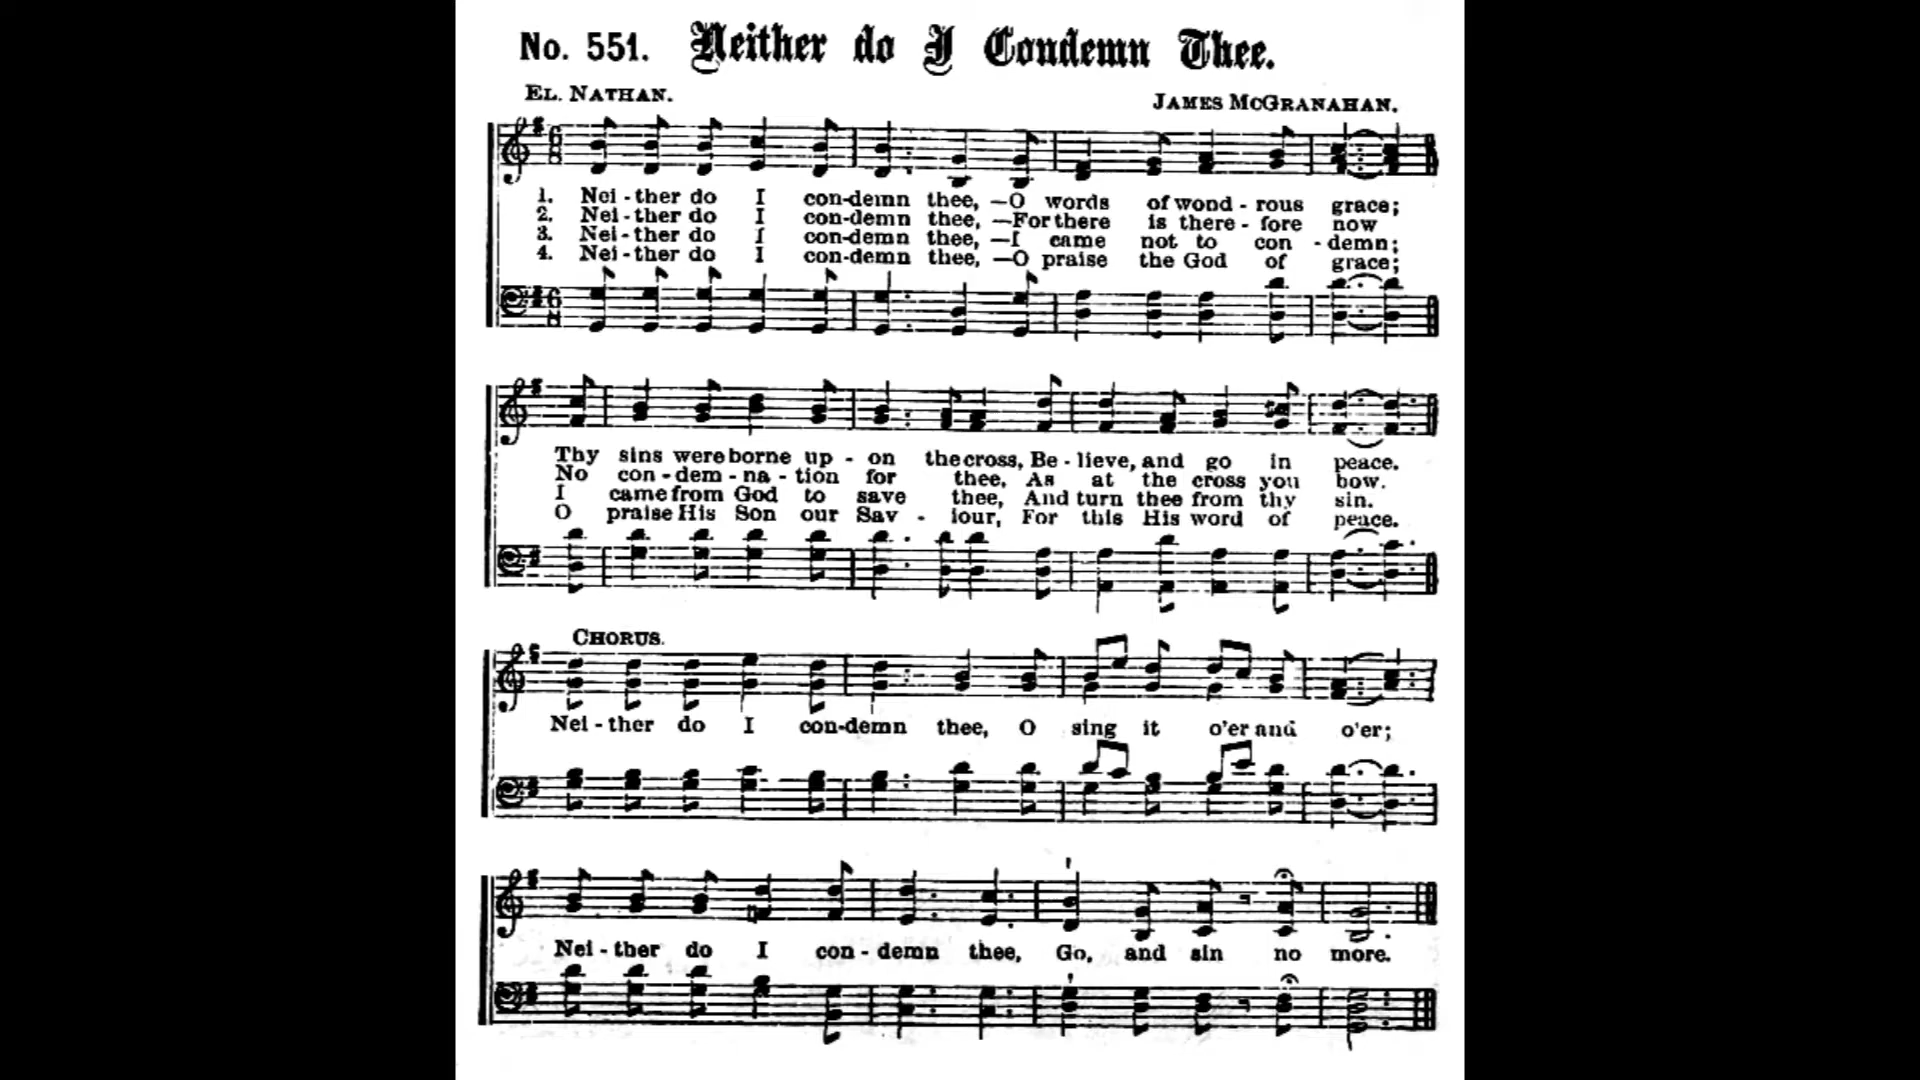 No. 551. Neither do I Condemn Thee.
EL. NATHAN. JAMES MCGRANAHAN.
1. Nei - ther do I con-demn thee, —O words of wond - rous grace;
2. Nei - ther do I con-demn thee, —For there is there - fore now
3. Nei - ther do I con-demn thee, —I came not to con - demn;
4. Nei - ther do I con-demn thee, —O praise the God of grace;
Thy sins were borne up - on the cross, Be - lieve, and go in peace.
No con - dem - na - tion for thee, As at the cross you bow.
I came from God to save thee, And turn thee from thy sin.
O praise His Son our Sav - iour, For this His word of peace.
CHORUS.
Nei - ther do I con-demn thee, O sing it o'er and o'er;
Nei - ther do I con - demn thee, Go, and sin no more.